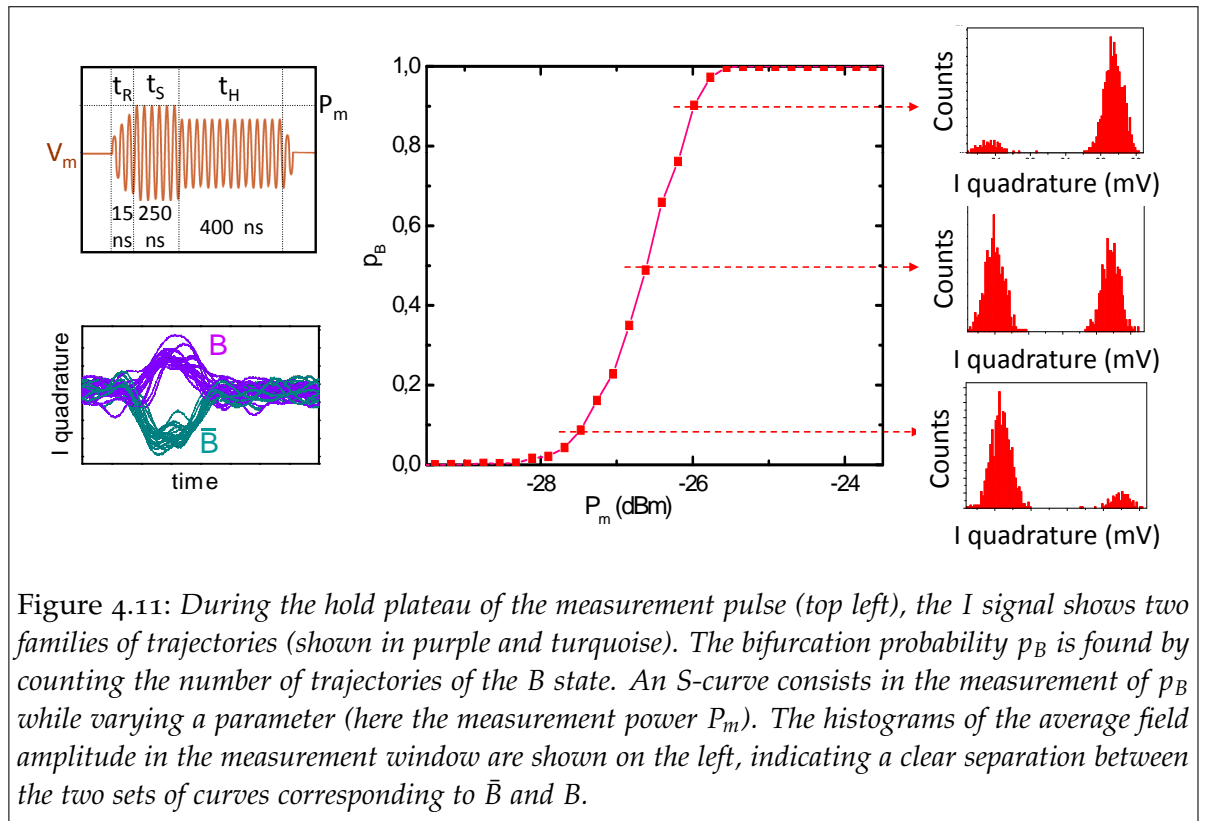 t_R t_S t_H
P_m
V_m
15 250 400 ns
ns ns
I quadrature
B
B̄
time
1,0
0,8
0,6
0,4
0,2
0,0
p_B
-28 -26 -24
P_m (dBm)
Counts
I quadrature (mV)
Counts
I quadrature (mV)
Counts
I quadrature (mV)
Figure 4.11: During the hold plateau of the measurement pulse (top left), the I signal shows two
families of trajectories (shown in purple and turquoise). The bifurcation probability p_B is found by
counting the number of trajectories of the B state. An S-curve consists in the measurement of p_B
while varying a parameter (here the measurement power P_m). The histograms of the average field
amplitude in the measurement window are shown on the left, indicating a clear separation between
the two sets of curves corresponding to B̄ and B.